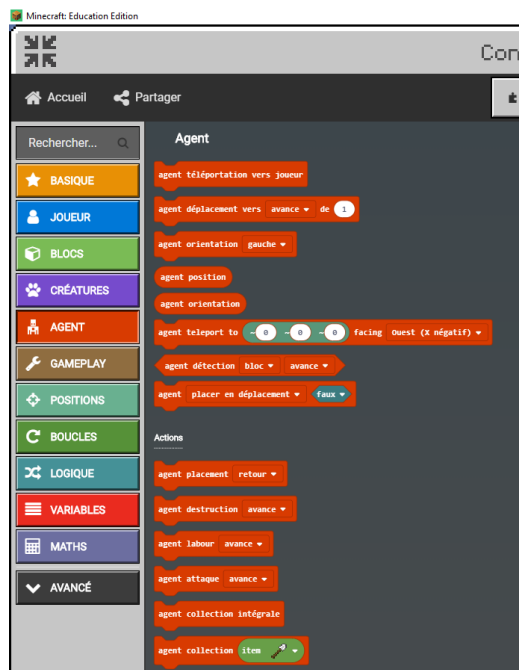 Minecraft: Education Edition
Con
Accueil Partager
Rechercher...
BASIQUE
JOUEUR
BLOCS
CRÉATURES
AGENT
GAMEPLAY
POSITIONS
BOUCLES
LOGIQUE
VARIABLES
MATHS
AVANCÉ
Agent
agent téléportation vers joueur
agent déplacement vers avance de 1
agent orientation gauche
agent position
agent orientation
agent teleport to ~0 ~0 ~0 facing Ouest (X négatif)
agent détection bloc avance
agent placer en déplacement faux
Actions
agent placement retour
agent destruction avance
agent labour avance
agent attaque avance
agent collection intégrale
agent collection item